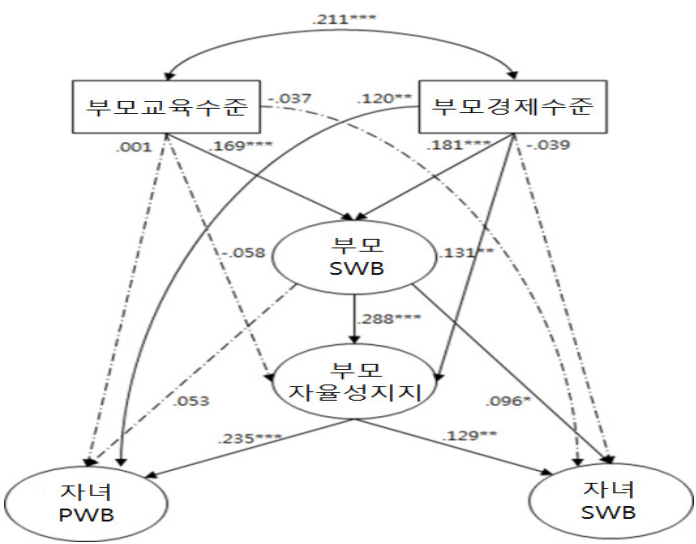 .211***
부모교육수준
-.037
.120**
부모경제수준
.001
.169***
.181***
-.039
부모
SWB
-.058
.131**
.288***
부모
자율성지지
.053
.096*
.235***
.129**
자녀
PWB
자녀
SWB